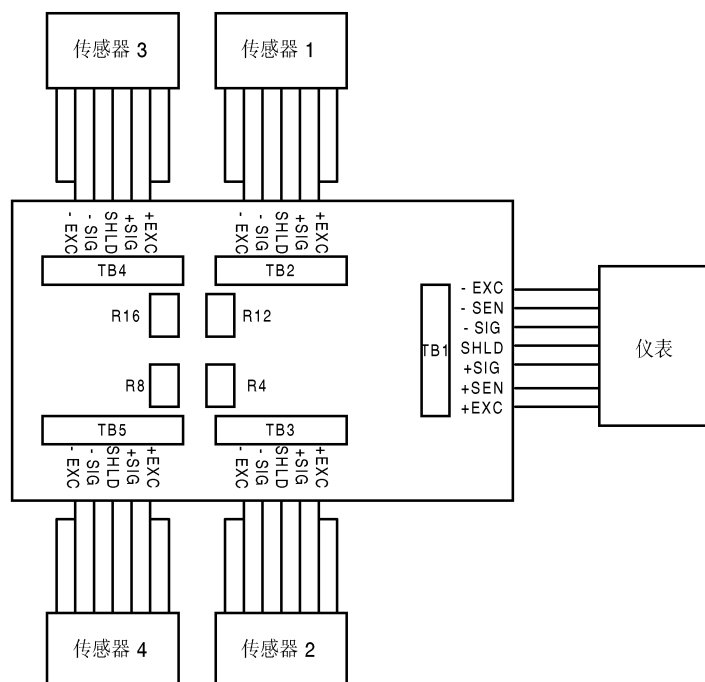 传感器 3
传感器 1
- EXC
- SIG
SHLD
+SIG
+EXC
- EXC
- SIG
SHLD
+SIG
+EXC
TB4
TB2
R16
R12
R8
R4
TB5
TB3
- EXC
- SIG
SHLD
+SIG
+EXC
- EXC
- SIG
SHLD
+SIG
+EXC
TB1
- EXC
- SEN
- SIG
SHLD
+SIG
+SEN
+EXC
仪表
传感器 4
传感器 2